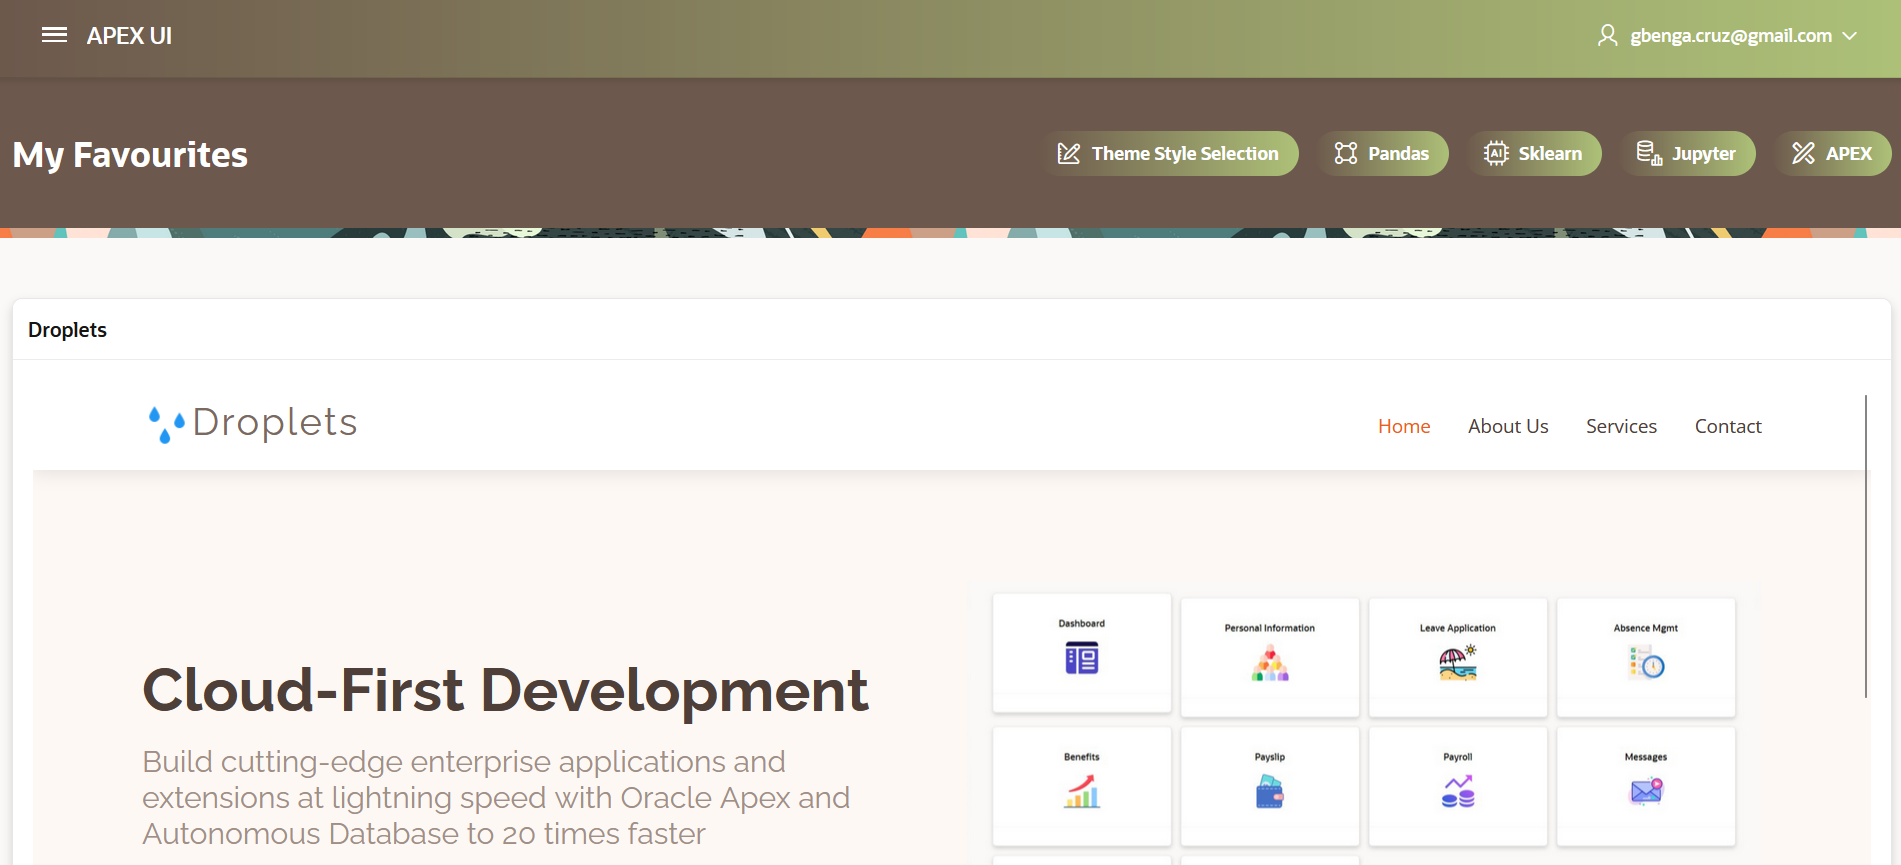 APEX UI
gbenga.cruz@gmail.com
My Favourites
Theme Style Selection
Pandas
AI
Sklearn
Jupyter
APEX
Droplets
Droplets
Home
About Us
Services
Contact
Cloud-First Development
Build cutting-edge enterprise applications and
extensions at lightning speed with Oracle Apex and
Autonomous Database to 20 times faster
Dashboard
Personal Information
Leave Application
Absence Mgmt
Benefits
Payslip
Payroll
Messages